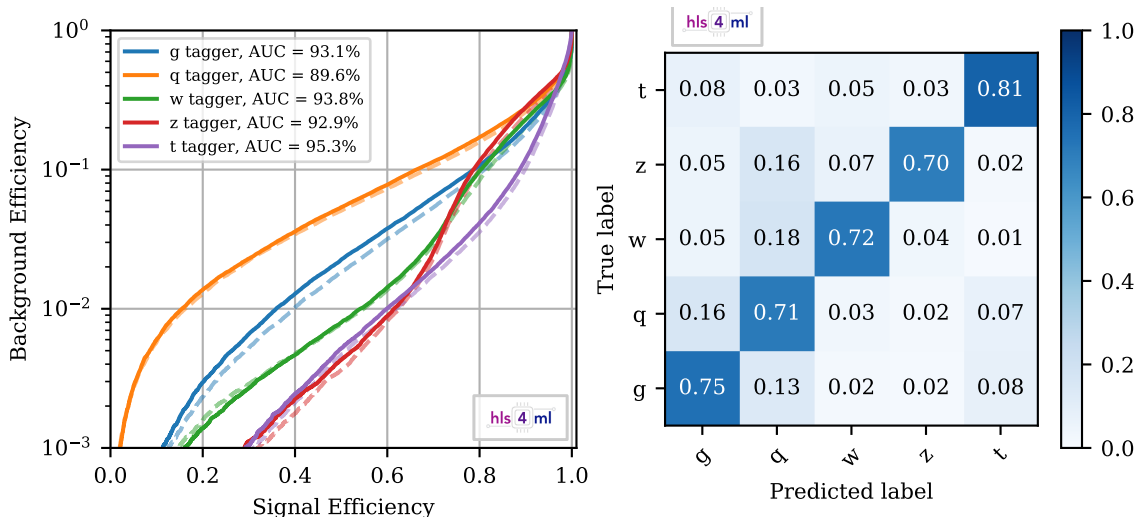 g tagger, AUC = 93.1%
q tagger, AUC = 89.6%
w tagger, AUC = 93.8%
z tagger, AUC = 92.9%
t tagger, AUC = 95.3%
Background Efficiency
10⁰
10⁻¹
10⁻²
10⁻³
hls 4 ml
0.0 0.2 0.4 0.6 0.8 1.0
Signal Efficiency
hls 4 ml
True label
t 0.08 0.03 0.05 0.03 0.81
z 0.05 0.16 0.07 0.70 0.02
w 0.05 0.18 0.72 0.04 0.01
q 0.16 0.71 0.03 0.02 0.07
g 0.75 0.13 0.02 0.02 0.08
g q w z t
Predicted label
1.0
0.8
0.6
0.4
0.2
0.0